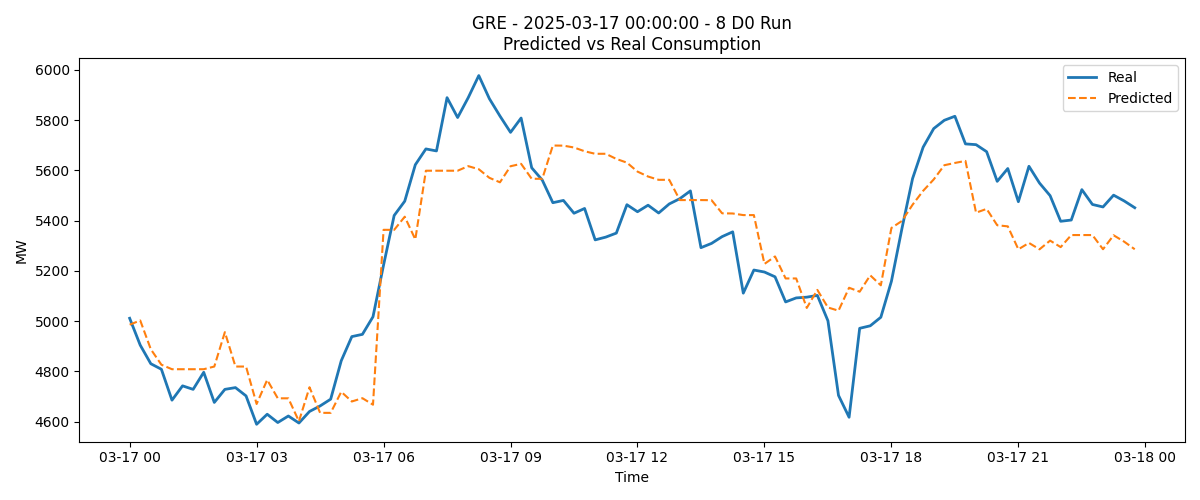 GRE - 2025-03-17 00:00:00 - 8 D0 Run
Predicted vs Real Consumption
Real
Predicted
6000
5800
5600
5400
5200
5000
4800
4600
MW
03-17 00
03-17 03
03-17 06
03-17 09
03-17 12
03-17 15
03-17 18
03-17 21
03-18 00
Time